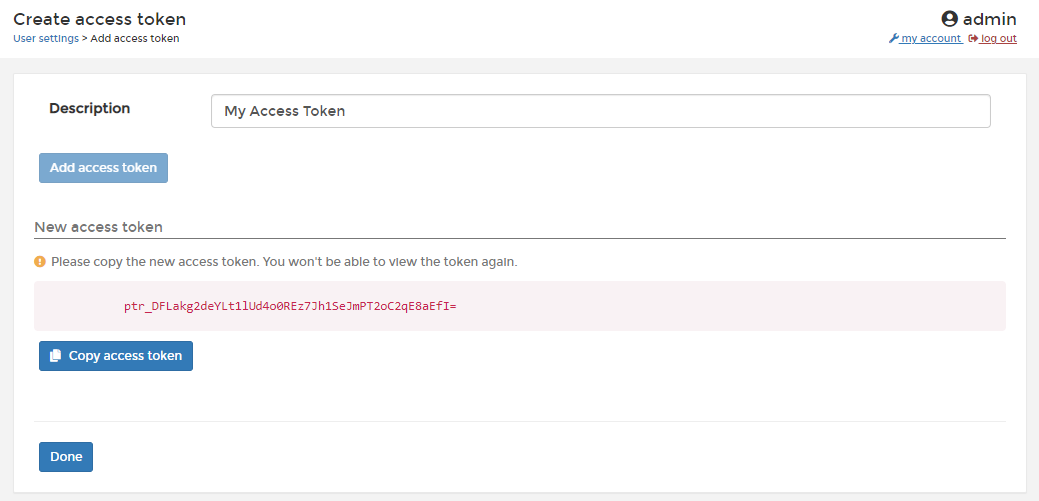 Create access token
admin
User settings > Add access token
my account log out
Description
My Access Token
Add access token
New access token
Please copy the new access token. You won't be able to view the token again.
ptr_DFLakg2deYLt1lUd4o0REz7Jh1SeJmPT2oC2qE8aEfI=
Copy access token
Done